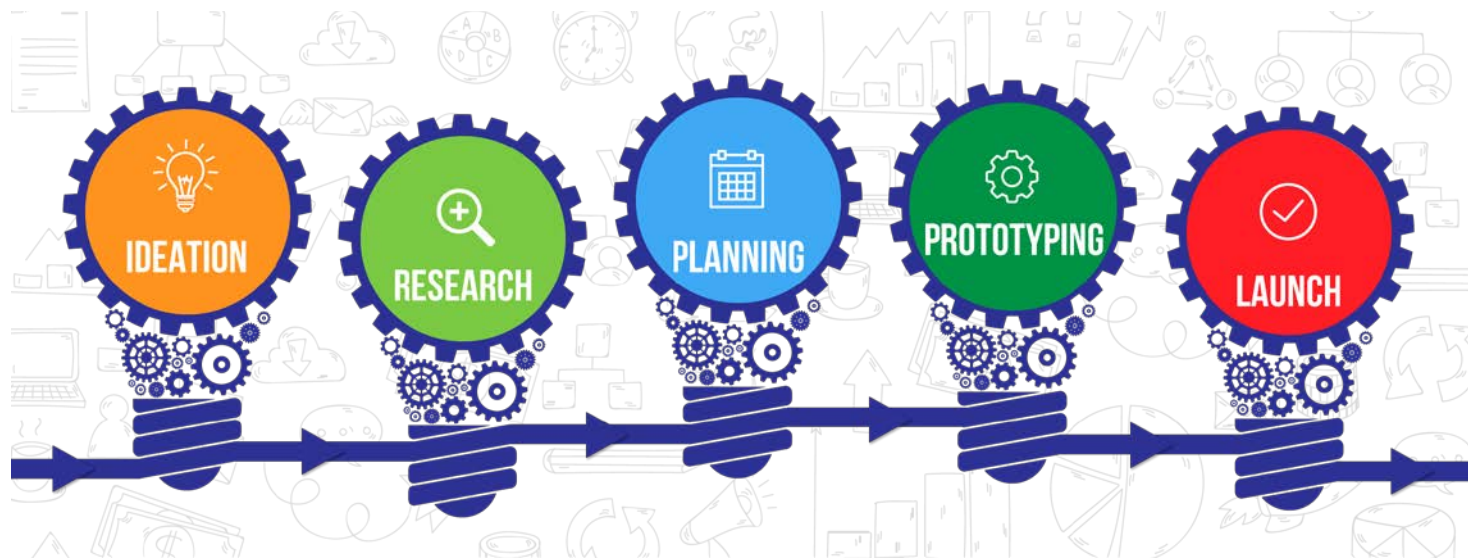 IDEATION
RESEARCH
PLANNING
PROTOTYPING
LAUNCH
A
B
C
D